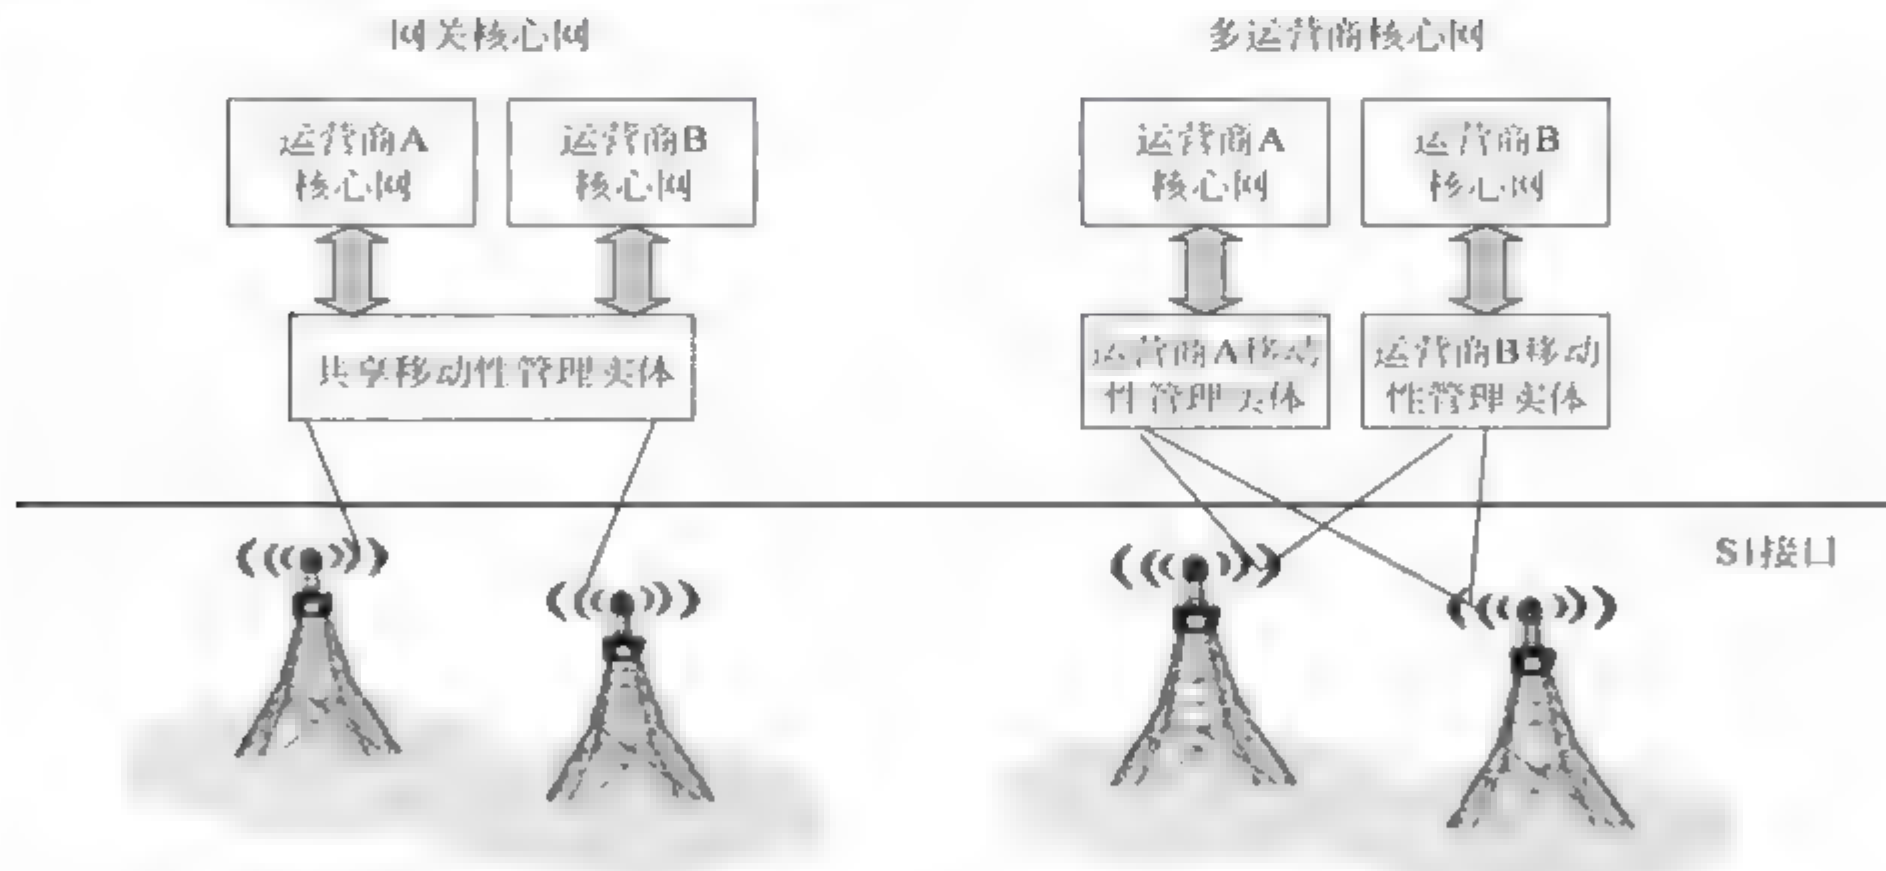 网关核心网
多运营商核心网
运营商A
核心网
运营商B
核心网
运营商A
核心网
运营商B
核心网
共享移动性管理实体
运营商A移动
性管理实体
运营商B移动
性管理实体
S1接口